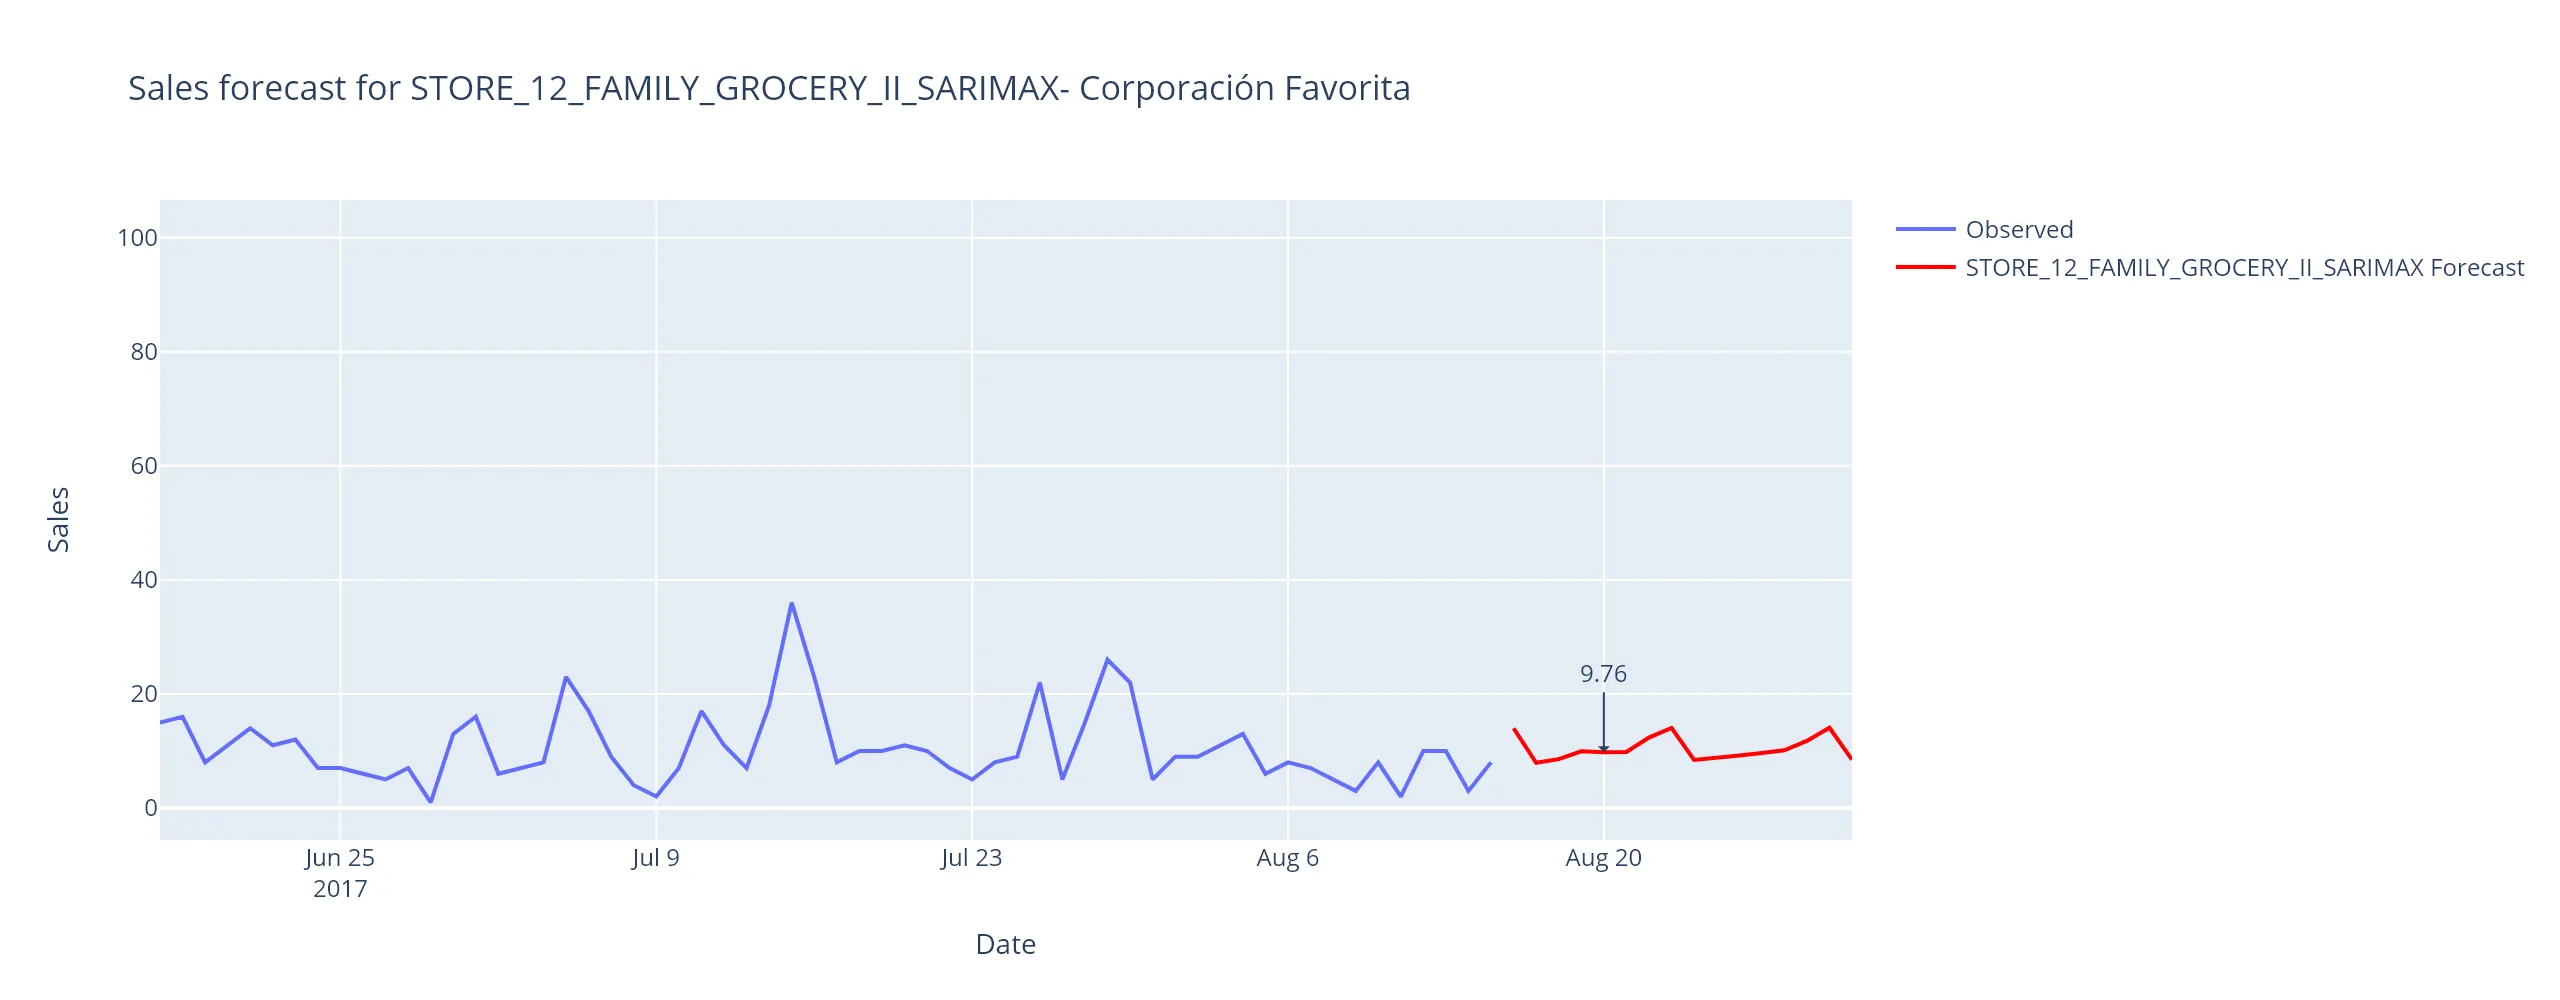 Sales forecast for STORE_12_FAMILY_GROCERY_II_SARIMAX- Corporación Favorita
Observed
STORE_12_FAMILY_GROCERY_II_SARIMAX Forecast
100
80
60
40
20
0
Sales
9.76
Jun 25
2017
Jul 9
Jul 23
Aug 6
Aug 20
Date